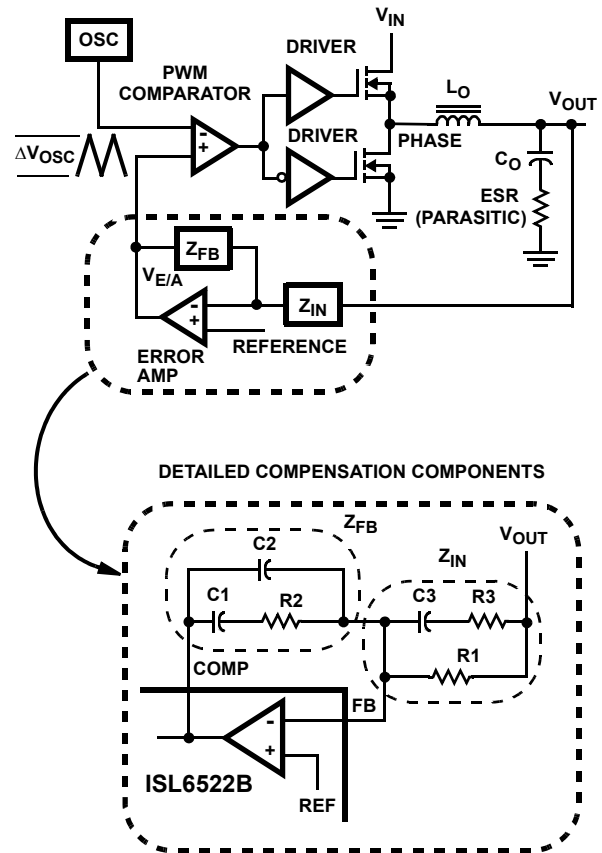 OSC
PWM
COMPARATOR
DRIVER
V_IN
L_O
V_OUT
ΔV_OSC
-
+
DRIVER
PHASE
C_O
ESR
(PARASITIC)
Z_FB
V_E/A
-
+
Z_IN
REFERENCE
ERROR
AMP
DETAILED COMPENSATION COMPONENTS
Z_FB
V_OUT
C2
Z_IN
C1
R2
C3
R3
R1
COMP
FB
-
+
ISL6522B
REF